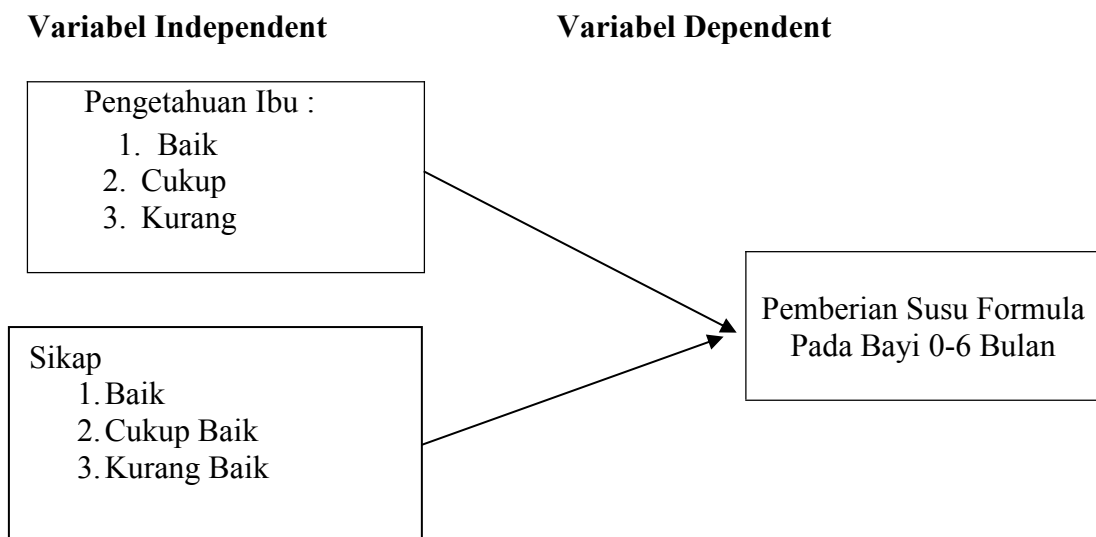 Variabel Independent
Variabel Dependent
Pengetahuan Ibu :
1. Baik
2. Cukup
3. Kurang
Sikap
1. Baik
2. Cukup Baik
3. Kurang Baik
Pemberian Susu Formula
Pada Bayi 0-6 Bulan